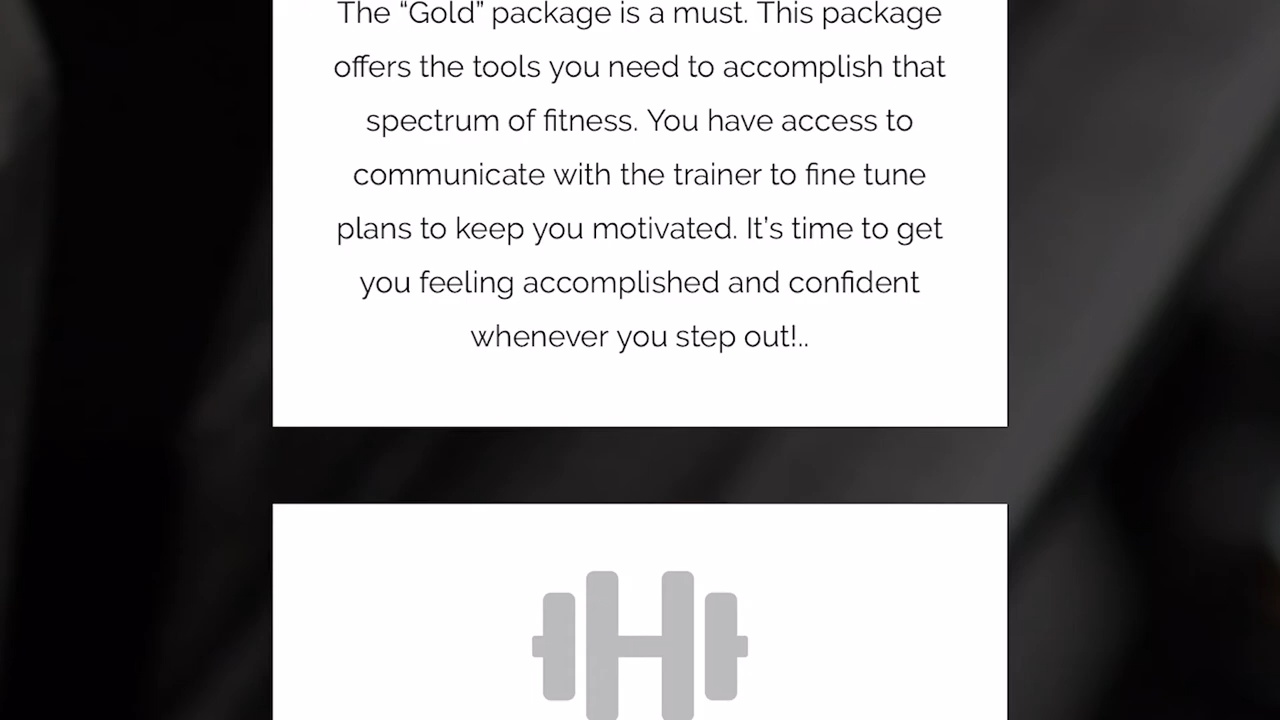 The “Gold” package is a must. This package
offers the tools you need to accomplish that
spectrum of fitness. You have access to
communicate with the trainer to fine tune
plans to keep you motivated. It’s time to get
you feeling accomplished and confident
whenever you step out!..